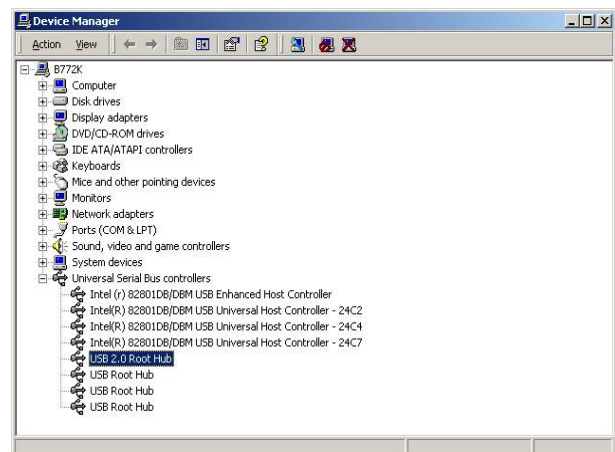 Device Manager
Action View
B772K
Computer
Disk drives
Display adapters
DVD/CD-ROM drives
IDE ATA/ATAPI controllers
Keyboards
Mice and other pointing devices
Monitors
Network adapters
Ports (COM & LPT)
Sound, video and game controllers
System devices
Universal Serial Bus controllers
Intel (r) 82801DB/DBM USB Enhanced Host Controller
Intel(R) 82801DB/DBM USB Universal Host Controller - 24C2
Intel(R) 82801DB/DBM USB Universal Host Controller - 24C4
Intel(R) 82801DB/DBM USB Universal Host Controller - 24C7
USB 2.0 Root Hub
USB Root Hub
USB Root Hub
USB Root Hub